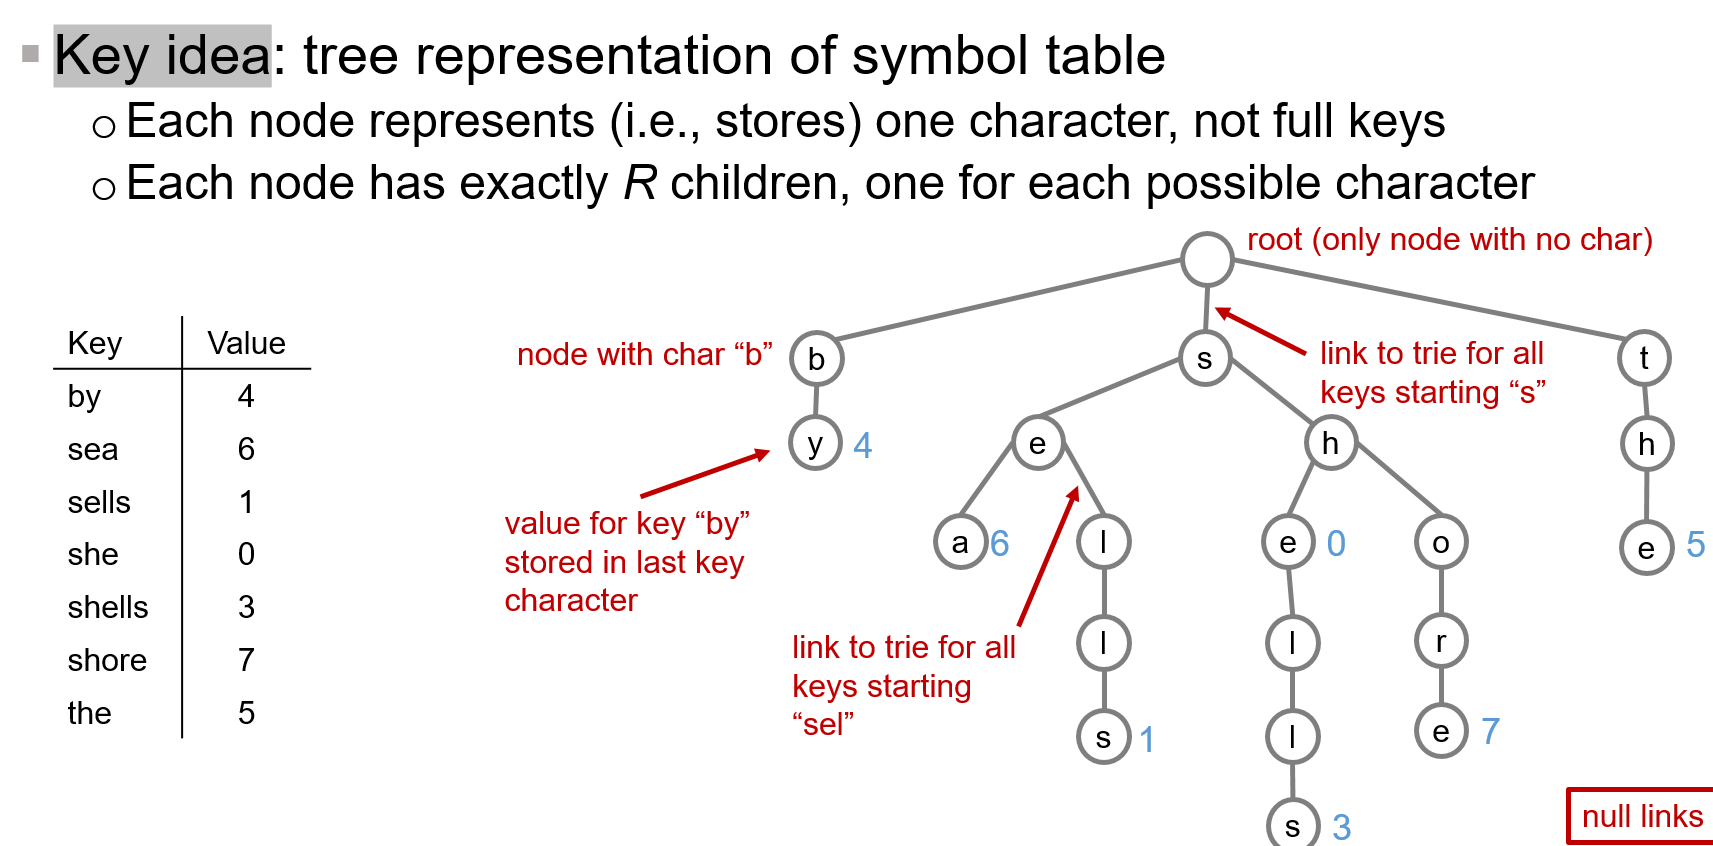 Key idea: tree representation of symbol table
Each node represents (i.e., stores) one character, not full keys
Each node has exactly R children, one for each possible character
root (only node with no char)
Key Value
by 4
sea 6
sells 1
she 0
shells 3
shore 7
the 5
node with char “b”
b
s
link to trie for all
keys starting “s”
t
y 4
e
h
h
value for key “by”
stored in last key
character
a 6
l
e 0
o
e 5
link to trie for all
keys starting
“sel”
l
l
r
s 1
l
e 7
s 3
null links